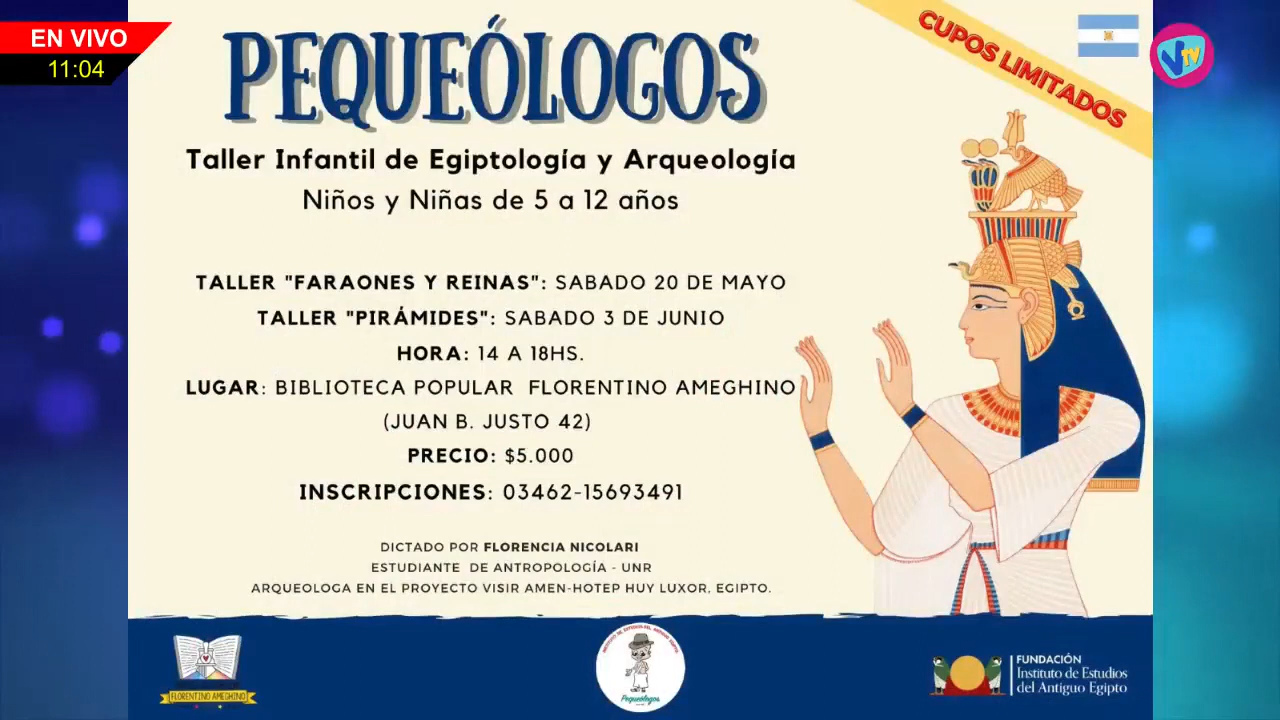 EN VIVO
11:04
PEQUEÓLOGOS
CUPOS LIMITADOS
VTV
Taller Infantil de Egiptología y Arqueología
Niños y Niñas de 5 a 12 años
TALLER "FARAONES Y REINAS": SABADO 20 DE MAYO
TALLER "PIRÁMIDES": SABADO 3 DE JUNIO
HORA: 14 A 18HS.
LUGAR: BIBLIOTECA POPULAR FLORENTINO AMEGHINO
(JUAN B. JUSTO 42)
PRECIO: $5.000
INSCRIPCIONES: 03462-15693491
DICTADO POR FLORENCIA NICOLARI
ESTUDIANTE DE ANTROPOLOGÍA - UNR
ARQUEOLOGA EN EL PROYECTO VISIR AMEN-HOTEP HUY LUXOR, EGIPTO.
FLORENTINO AMEGHINO
Pequeólogos
FUNDACIÓN
Instituto de Estudios
del Antiguo Egipto